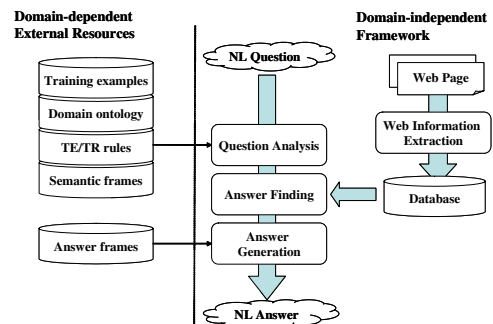 Domain-dependent
External Resources
Training examples
Domain ontology
TE/TR rules
Semantic frames
Answer frames
NL Question
Question Analysis
Answer Finding
Answer
Generation
NL Answer
Domain-independent
Framework
Web Page
Web Information
Extraction
Database